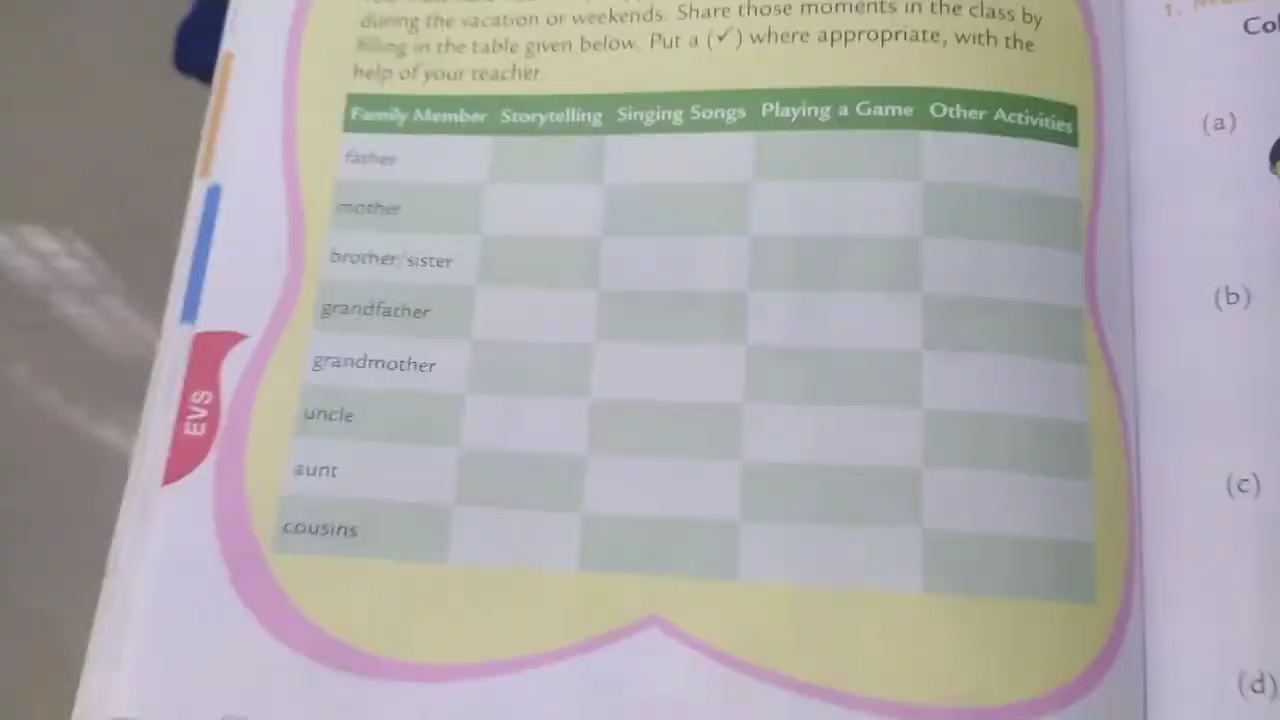 during the vacation or weekends. Share those moments in the class by
filling in the table given below. Put a (✓) where appropriate, with the
help of your teacher.
Family Member Storytelling Singing Songs Playing a Game Other Activities
father
mother
brother/sister
grandfather
grandmother
uncle
aunt
cousins
EVS
1.
Col
(a)
(b)
(c)
(d)